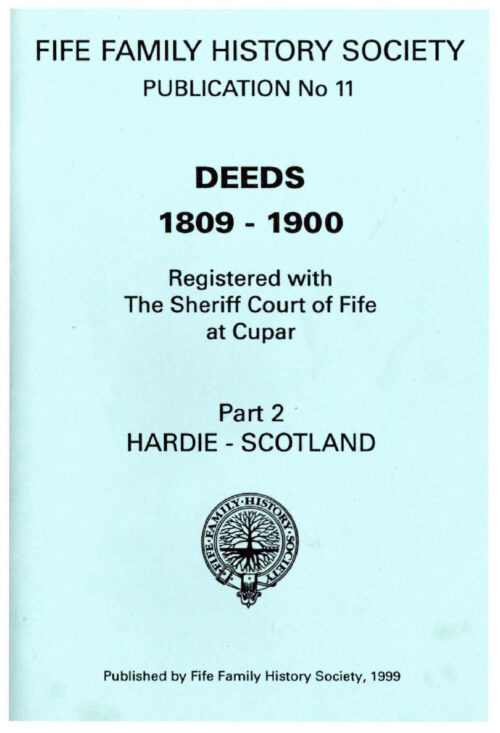 FIFE FAMILY HISTORY SOCIETY
PUBLICATION No 11
DEEDS
1809 - 1900
Registered with
The Sheriff Court of Fife
at Cupar
Part 2
HARDIE - SCOTLAND
FIFE·FAMILY·HISTORY·SOCIETY
Published by Fife Family History Society, 1999